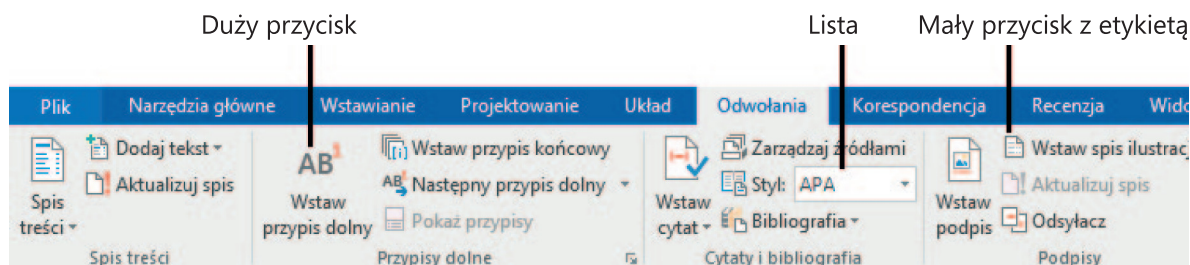 Duży przycisk Lista Mały przycisk z etykietą
Plik Narzędzia główne Wstawianie Projektowanie Układ Odwołania Korespondencja Recenzja
Spis treści
Dodaj tekst
Aktualizuj spis
Spis treści
AB1
Wstaw przypis dolny
Wstaw przypis końcowy
Następny przypis dolny
Pokaż przypisy
Przypisy dolne
Wstaw cytat
Zarządzaj źródłami
Styl: APA
Bibliografia
Cytaty i bibliografia
Wstaw podpis
Wstaw spis ilustracj
Aktualizuj spis
Odsyłacz
Podpisy